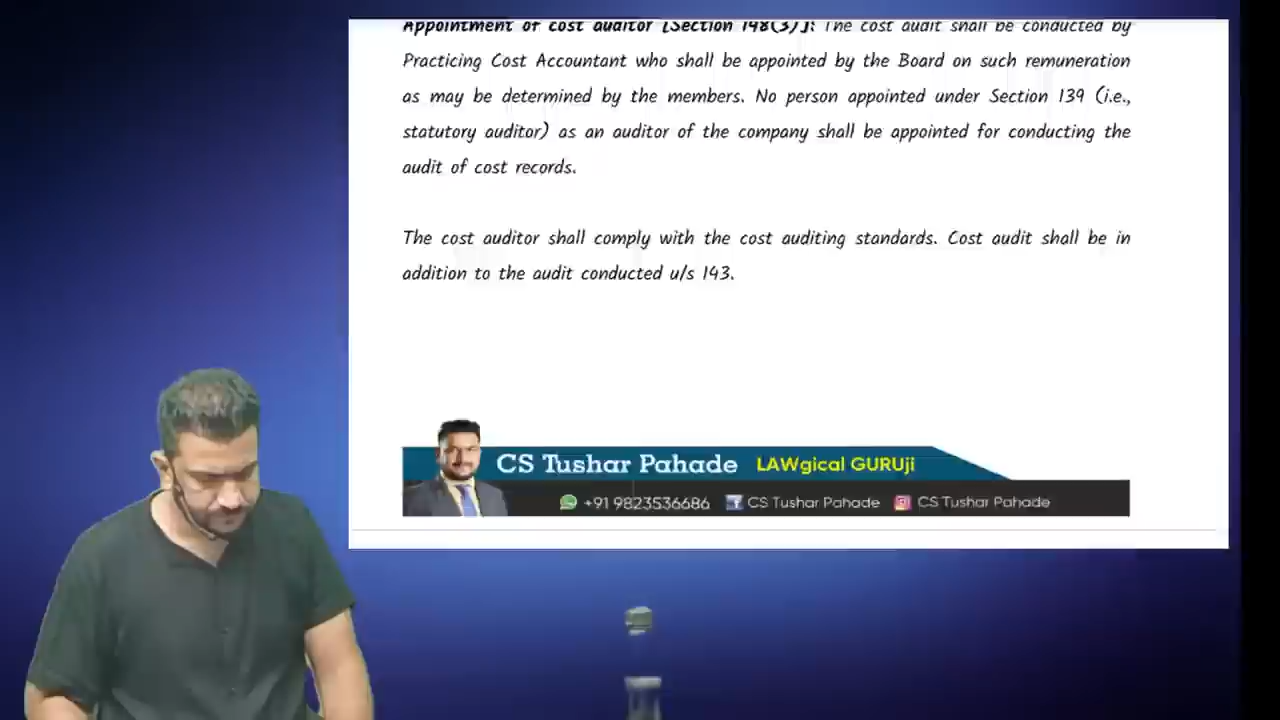 Appointment of cost auditor [Section 148(3)]: The cost audit shall be conducted by
Practicing Cost Accountant who shall be appointed by the Board on such remuneration
as may be determined by the members. No person appointed under Section 139 (i.e.,
statutory auditor) as an auditor of the company shall be appointed for conducting the
audit of cost records.
The cost auditor shall comply with the cost auditing standards. Cost audit shall be in
addition to the audit conducted u/s 143.
CS Tushar Pahade LAWgical GURUji
+91 9823536686 CS Tushar Pahade CS Tushar Pahade